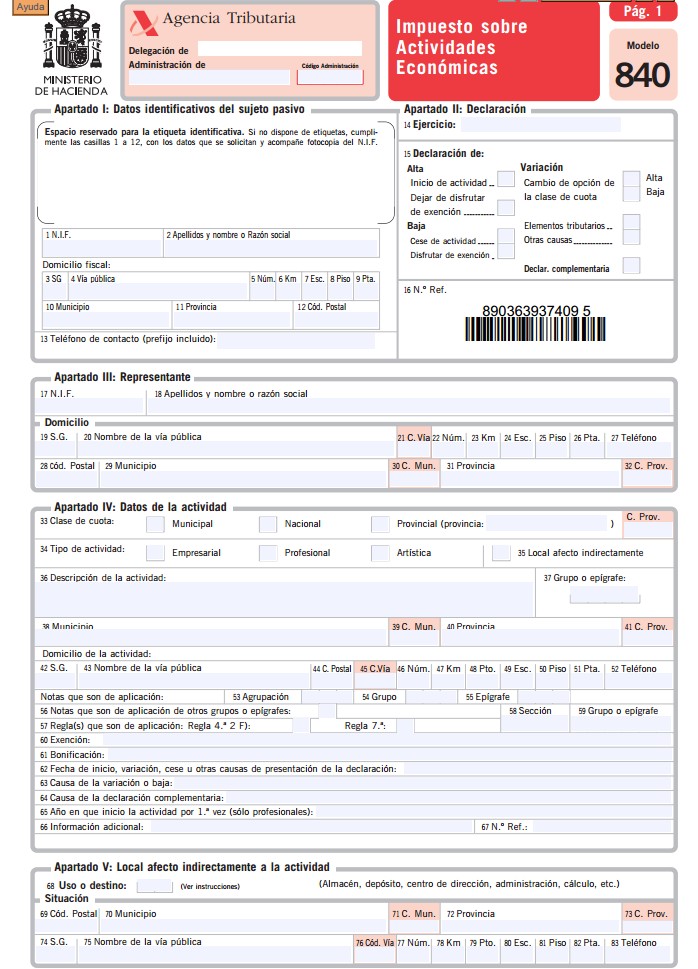 Ayuda
MINISTERIO
DE HACIENDA
Agencia Tributaria
Delegación de
Administración de
Código Administración
Impuesto sobre
Actividades
Económicas
Pág. 1
Modelo
840
Apartado I: Datos identificativos del sujeto pasivo
Espacio reservado para la etiqueta identificativa. Si no dispone de etiquetas, cumpli-
mente las casillas 1 a 12, con los datos que se solicitan y acompañe fotocopia del N.I.F.
1 N.I.F. 2 Apellidos y nombre o Razón social
Domicilio fiscal:
3 SG 4 Vía pública 5 Núm. 6 Km 7 Esc. 8 Piso 9 Pta.
10 Municipio 11 Provincia 12 Cód. Postal
13 Teléfono de contacto (prefijo incluido):
Apartado II: Declaración
14 Ejercicio:
15 Declaración de:
Alta
Inicio de actividad
Dejar de disfrutar
de exención
Baja
Cese de actividad
Disfrutar de exención
Variación
Cambio de opción de
la clase de cuota
Alta
Baja
Elementos tributarios
Otras causas
Declar. complementaria
16 N.º Ref.
890363937409 5
Apartado III: Representante
17 N.I.F. 18 Apellidos y nombre o razón social
Domicilio
19 S.G. 20 Nombre de la vía pública 21 C. Vía 22 Núm. 23 Km 24 Esc. 25 Piso 26 Pta. 27 Teléfono
28 Cód. Postal 29 Municipio 30 C. Mun. 31 Provincia 32 C. Prov.
Apartado IV: Datos de la actividad
33 Clase de cuota: Municipal Nacional Provincial (provincia: ) C. Prov.
34 Tipo de actividad: Empresarial Profesional Artística 35 Local afecto indirectamente
36 Descripción de la actividad: 37 Grupo o epígrafe:
38 Municipio 39 C. Mun. 40 Provincia 41 C. Prov.
Domicilio de la actividad:
42 S.G. 43 Nombre de la vía pública 44 C. Postal 45 C.Vía 46 Núm. 47 Km 48 Pto. 49 Esc. 50 Piso 51 Pta. 52 Teléfono
Notas que son de aplicación: 53 Agrupación 54 Grupo 55 Epígrafe
56 Notas que son de aplicación de otros grupos o epígrafes: 58 Sección 59 Grupo o epígrafe
57 Regla(s) que son de aplicación: Regla 4.ª 2 F): Regla 7.ª:
60 Exención:
61 Bonificación:
62 Fecha de inicio, variación, cese u otras causas de presentación de la declaración:
63 Causa de la variación o baja:
64 Causa de la declaración complementaria:
65 Año en que inicio la actividad por 1.ª vez (sólo profesionales):
66 Información adicional: 67 N.º Ref.:
Apartado V: Local afecto indirectamente a la actividad
68 Uso o destino: (Ver instrucciones) (Almacén, depósito, centro de dirección, administración, cálculo, etc.)
Situación
69 Cód. Postal 70 Municipio 71 C. Mun. 72 Provincia 73 C. Prov.
74 S.G. 75 Nombre de la vía pública 76 Cód. Vía 77 Núm. 78 Km 79 Pto. 80 Esc. 81 Piso 82 Pta. 83 Teléfono